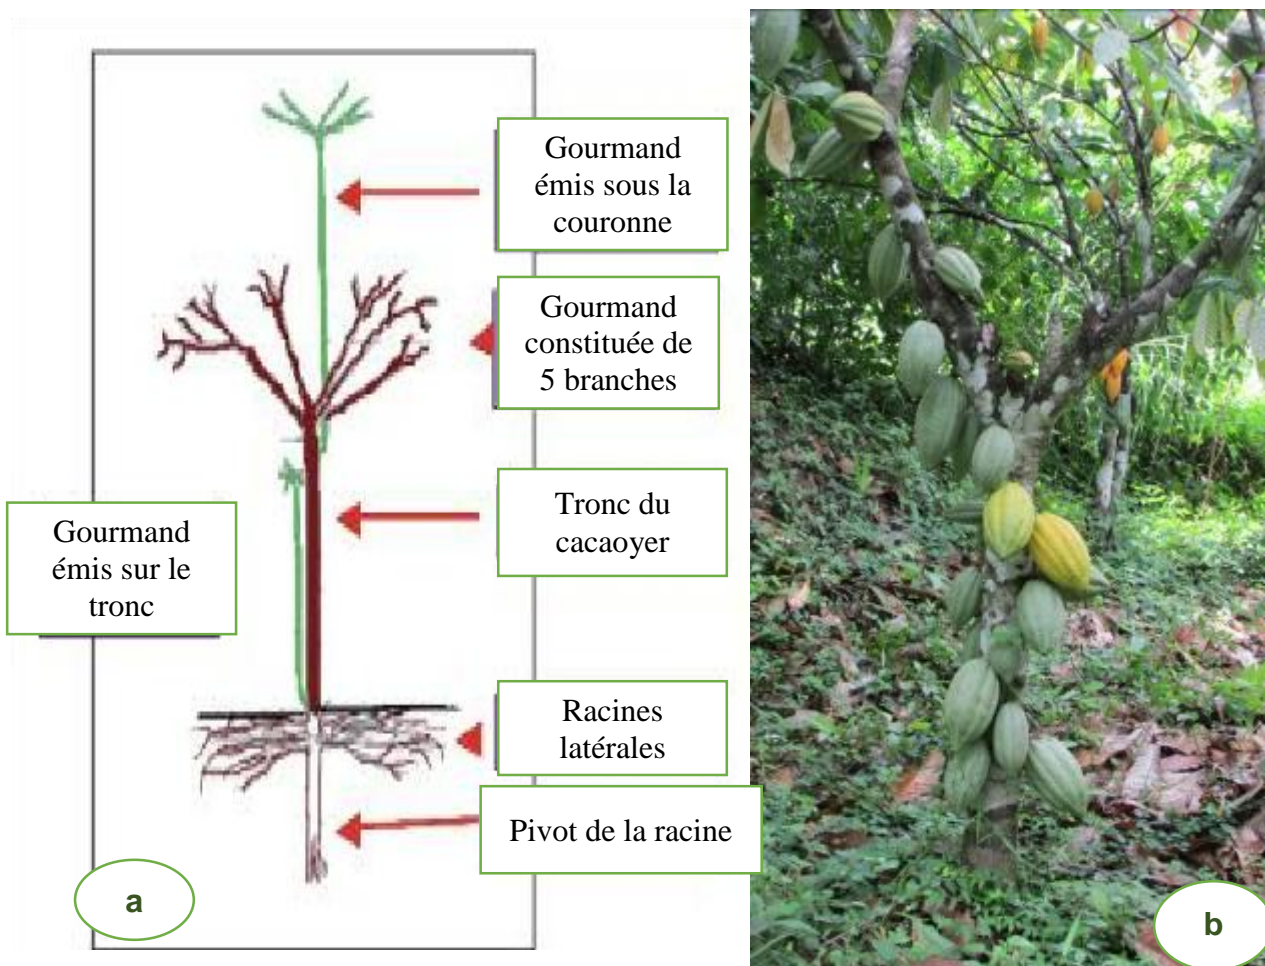 Gourmand
émis sous la
couronne
Gourmand
constituée de
5 branches
Tronc du
cacaoyer
Gourmand
émis sur le
tronc
Racines
latérales
Pivot de la racine
a
b